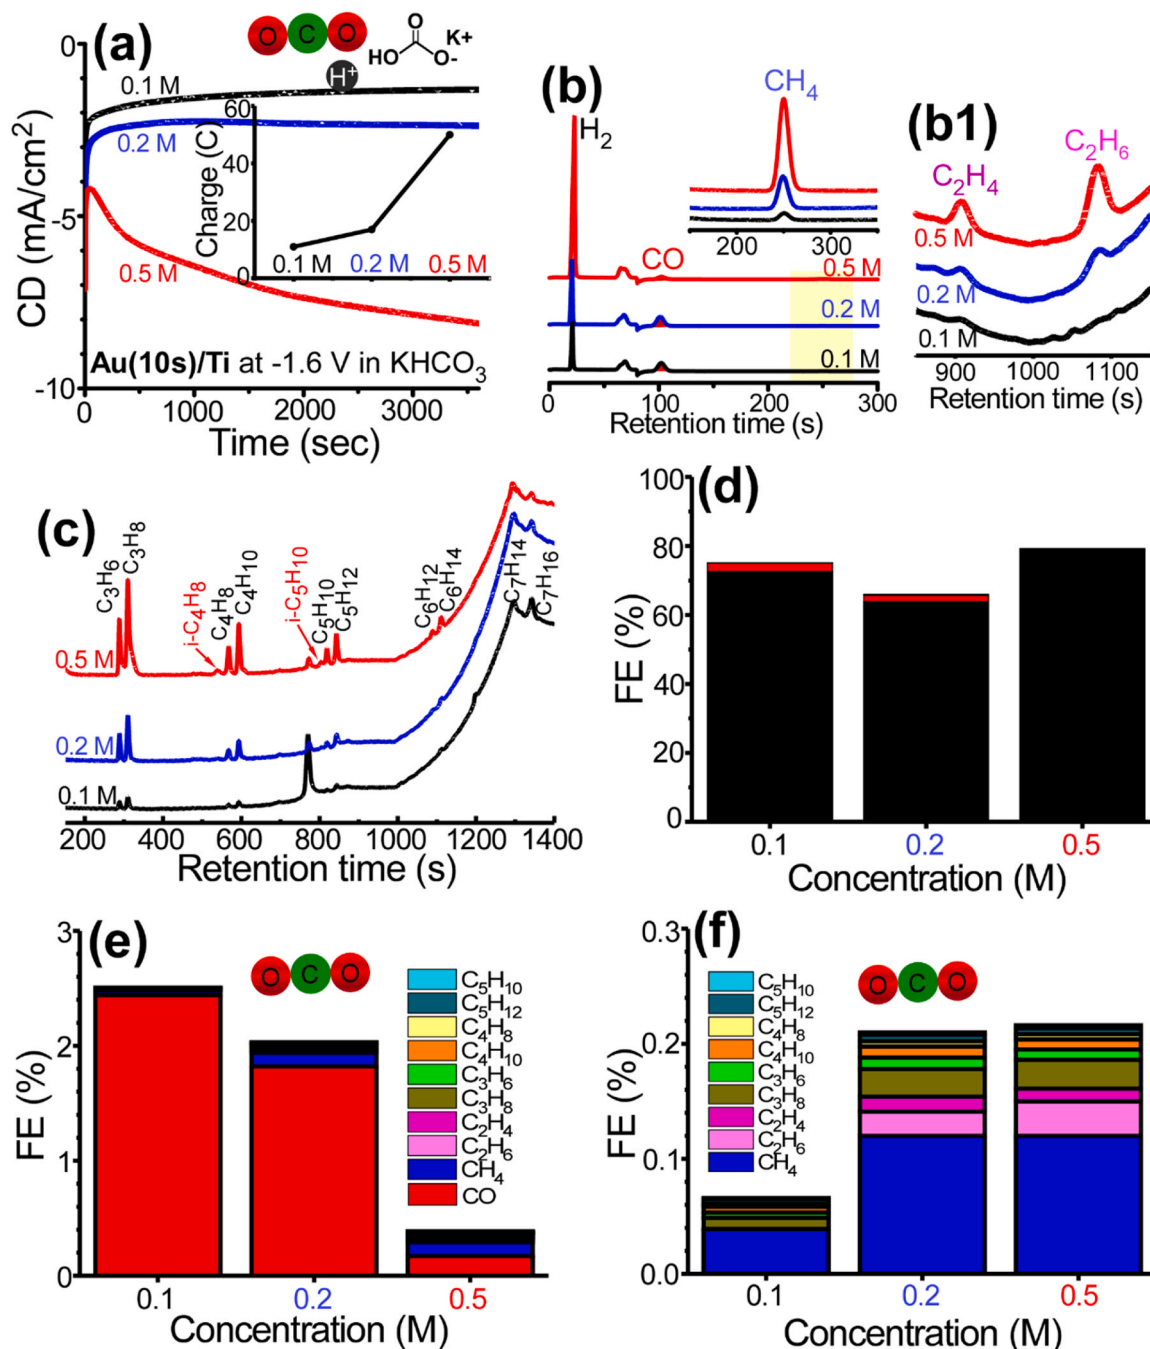 (a)
O C O
O
HO O-
K+
H+
0.1 M
0.2 M
0.5 M
Charge (C)
60
40
20
0
0.1 M 0.2 M 0.5 M
CD (mA/cm²)
0
-5
-10
Au(10s)/Ti at -1.6 V in KHCO₃
0 1000 2000 3000
Time (sec)
(b)
H₂
CH₄
200 250 300 350
CO
0.5 M
0.2 M
0.1 M
0 100 200 300
Retention time (s)
(b1)
C₂H₄
C₂H₆
0.5 M
0.2 M
0.1 M
900 1000 1100
Retention time (s)
(c)
C₃H₆
C₃H₈
i-C₄H₈
C₄H₈
C₄H₁₀
i-C₅H₁₀
C₅H₁₀
C₅H₁₂
C₆H₁₂
C₆H₁₄
C₇H₁₄
C₇H₁₆
0.5 M
0.2 M
0.1 M
200 400 600 800 1000 1200 1400
Retention time (s)
(d)
FE (%)
100
80
60
40
20
0
0.1 0.2 0.5
Concentration (M)
(e)
O C O
FE (%)
3
2
1
0
C₅H₁₀
C₅H₁₂
C₄H₈
C₄H₁₀
C₃H₆
C₃H₈
C₂H₄
C₂H₆
CH₄
CO
0.1 0.2 0.5
Concentration (M)
(f)
O C O
FE (%)
0.3
0.2
0.1
0.0
C₅H₁₀
C₅H₁₂
C₄H₈
C₄H₁₀
C₃H₆
C₃H₈
C₂H₄
C₂H₆
CH₄
0.1 0.2 0.5
Concentration (M)